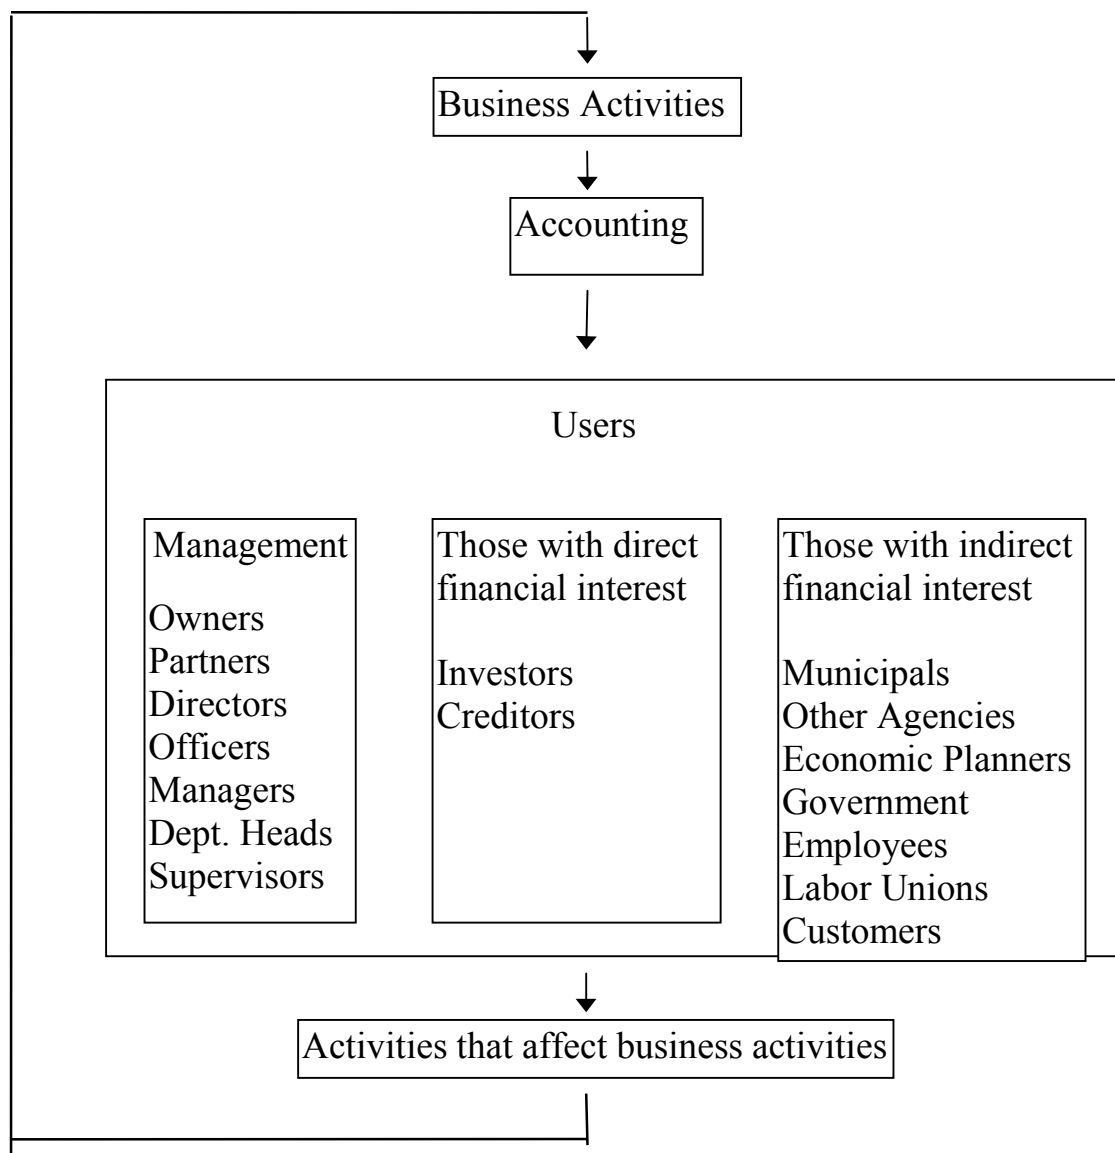 Business Activities
Accounting
Users
Management
Owners
Partners
Directors
Officers
Managers
Dept. Heads
Supervisors
Those with direct
financial interest
Investors
Creditors
Those with indirect
financial interest
Municipals
Other Agencies
Economic Planners
Government
Employees
Labor Unions
Customers
Activities that affect business activities